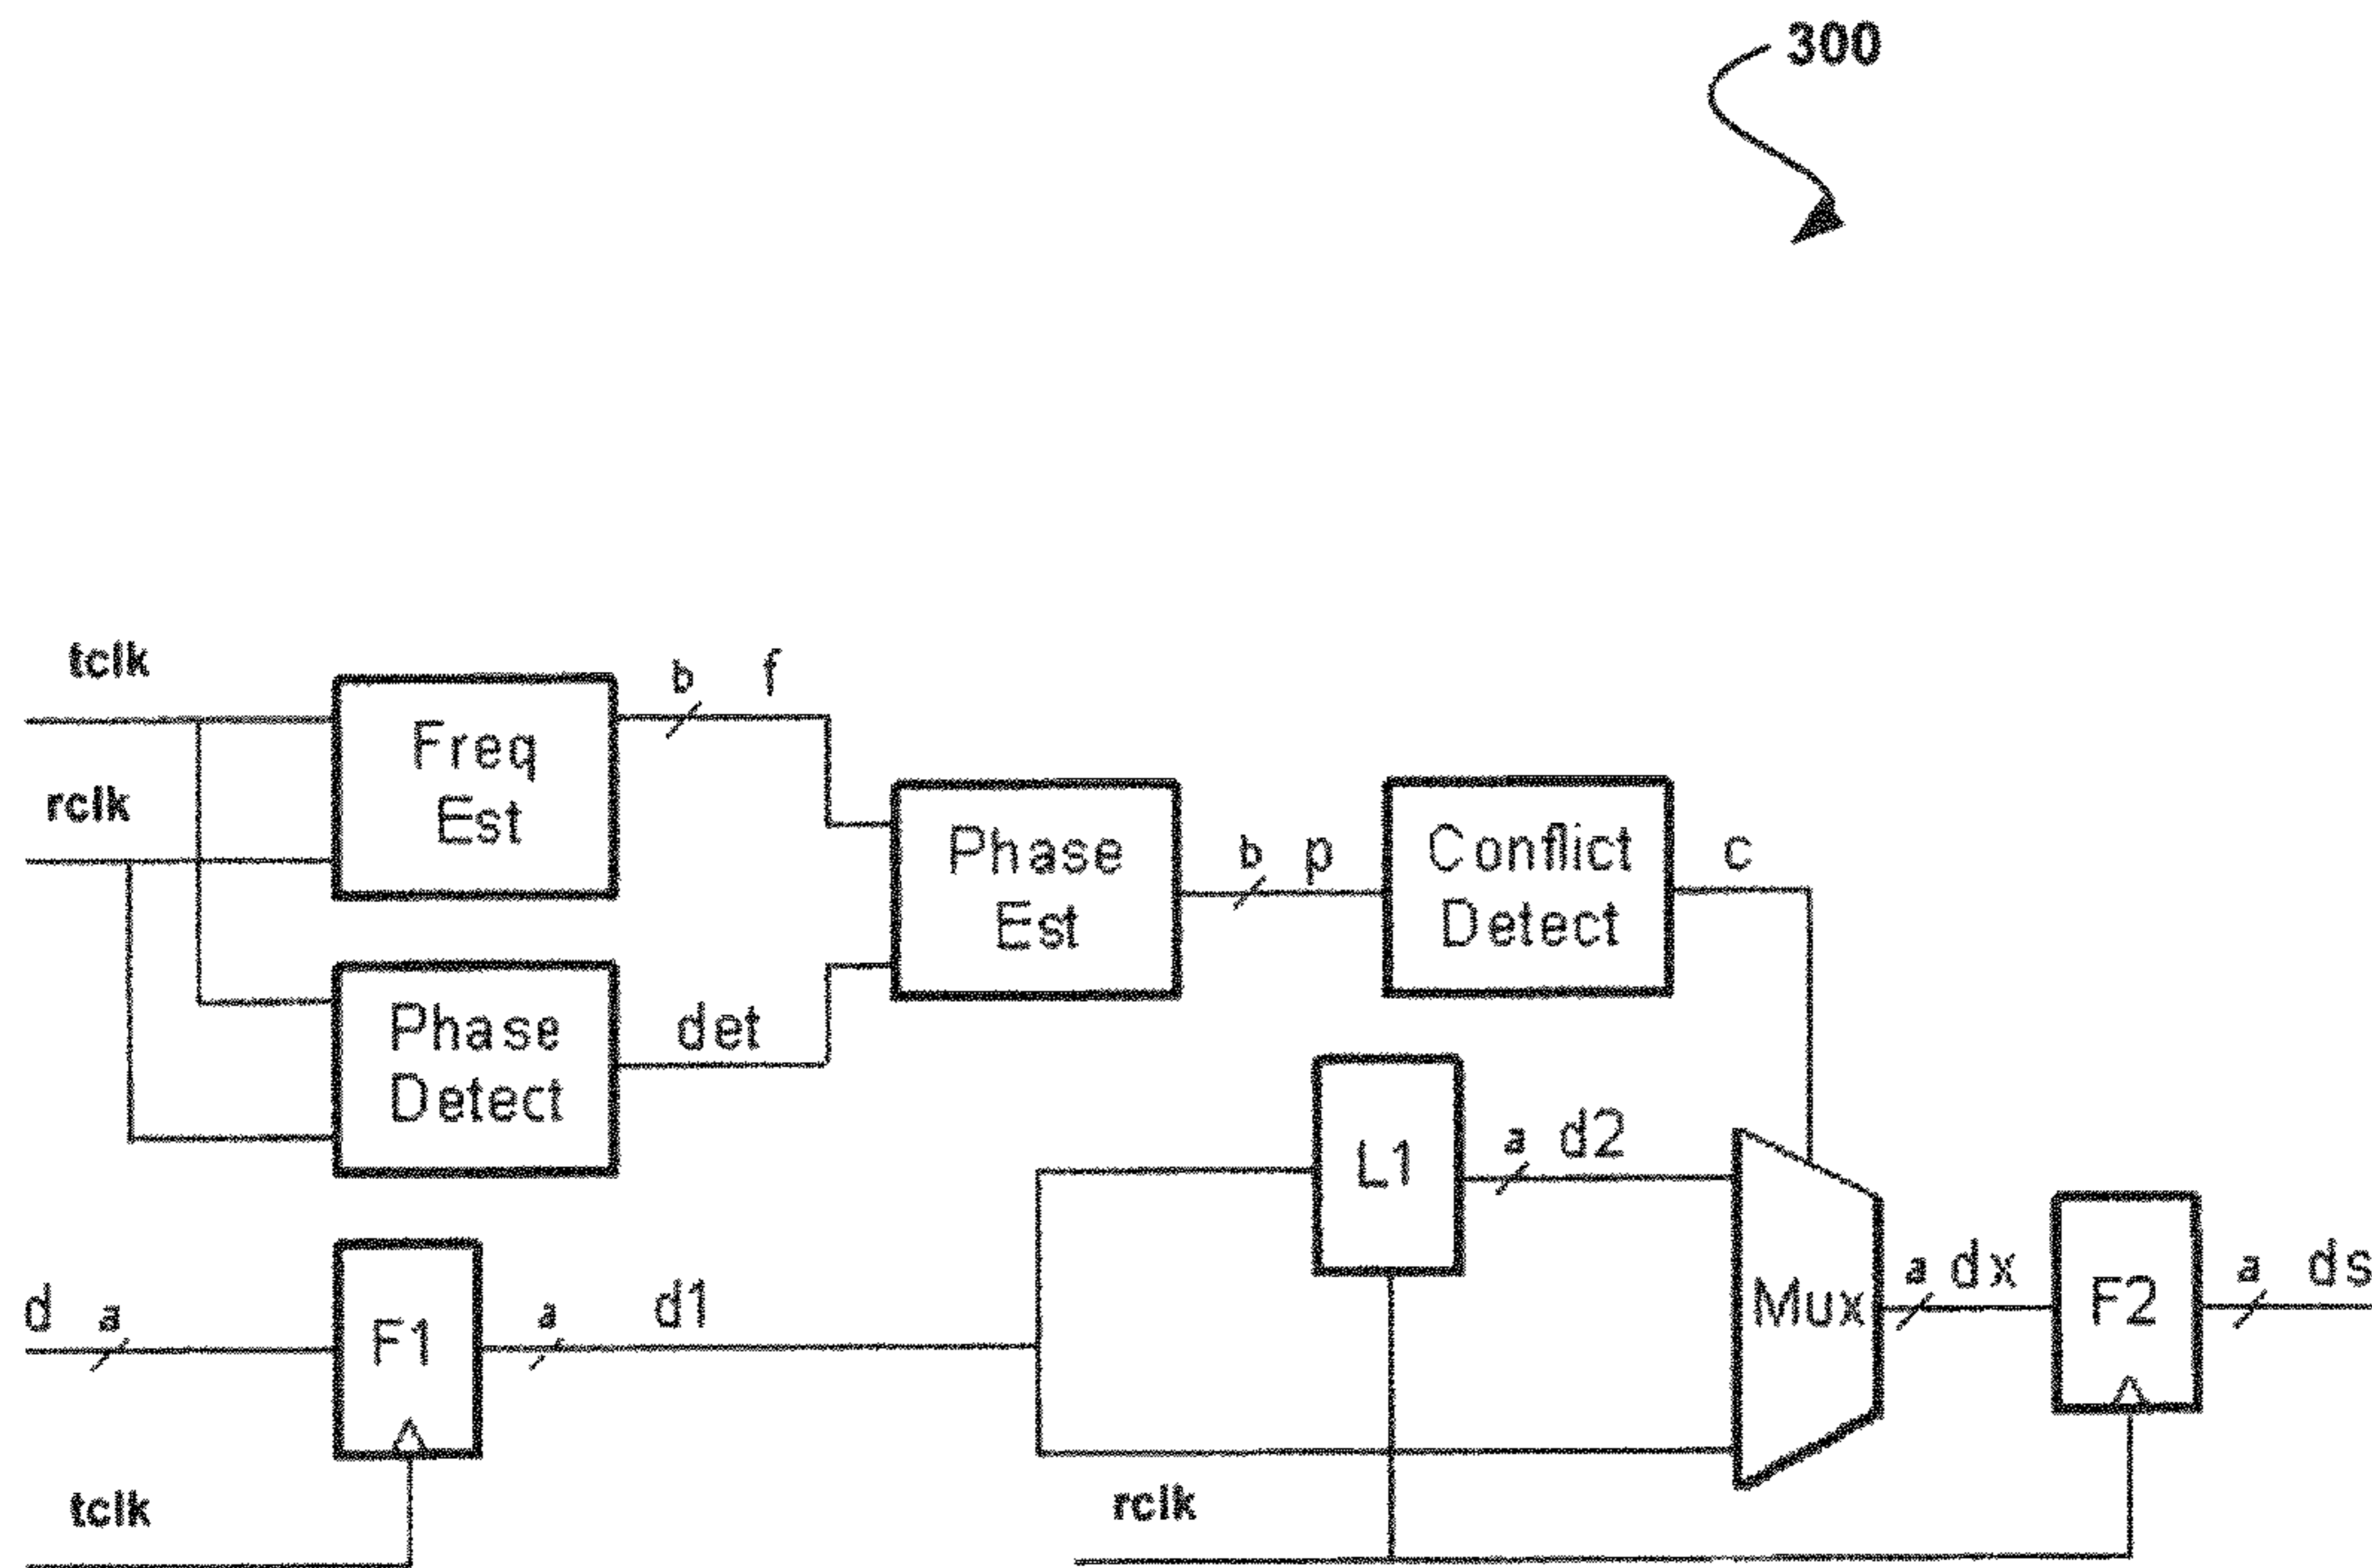 300
tclk
b f
Freq
Est
rclk
Phase
Est
b p
Conflict
Detect
c
Phase
Detect
det
L1
a d2
d a
F1
a d1
Mux
a dx
F2
a ds
tclk
rclk